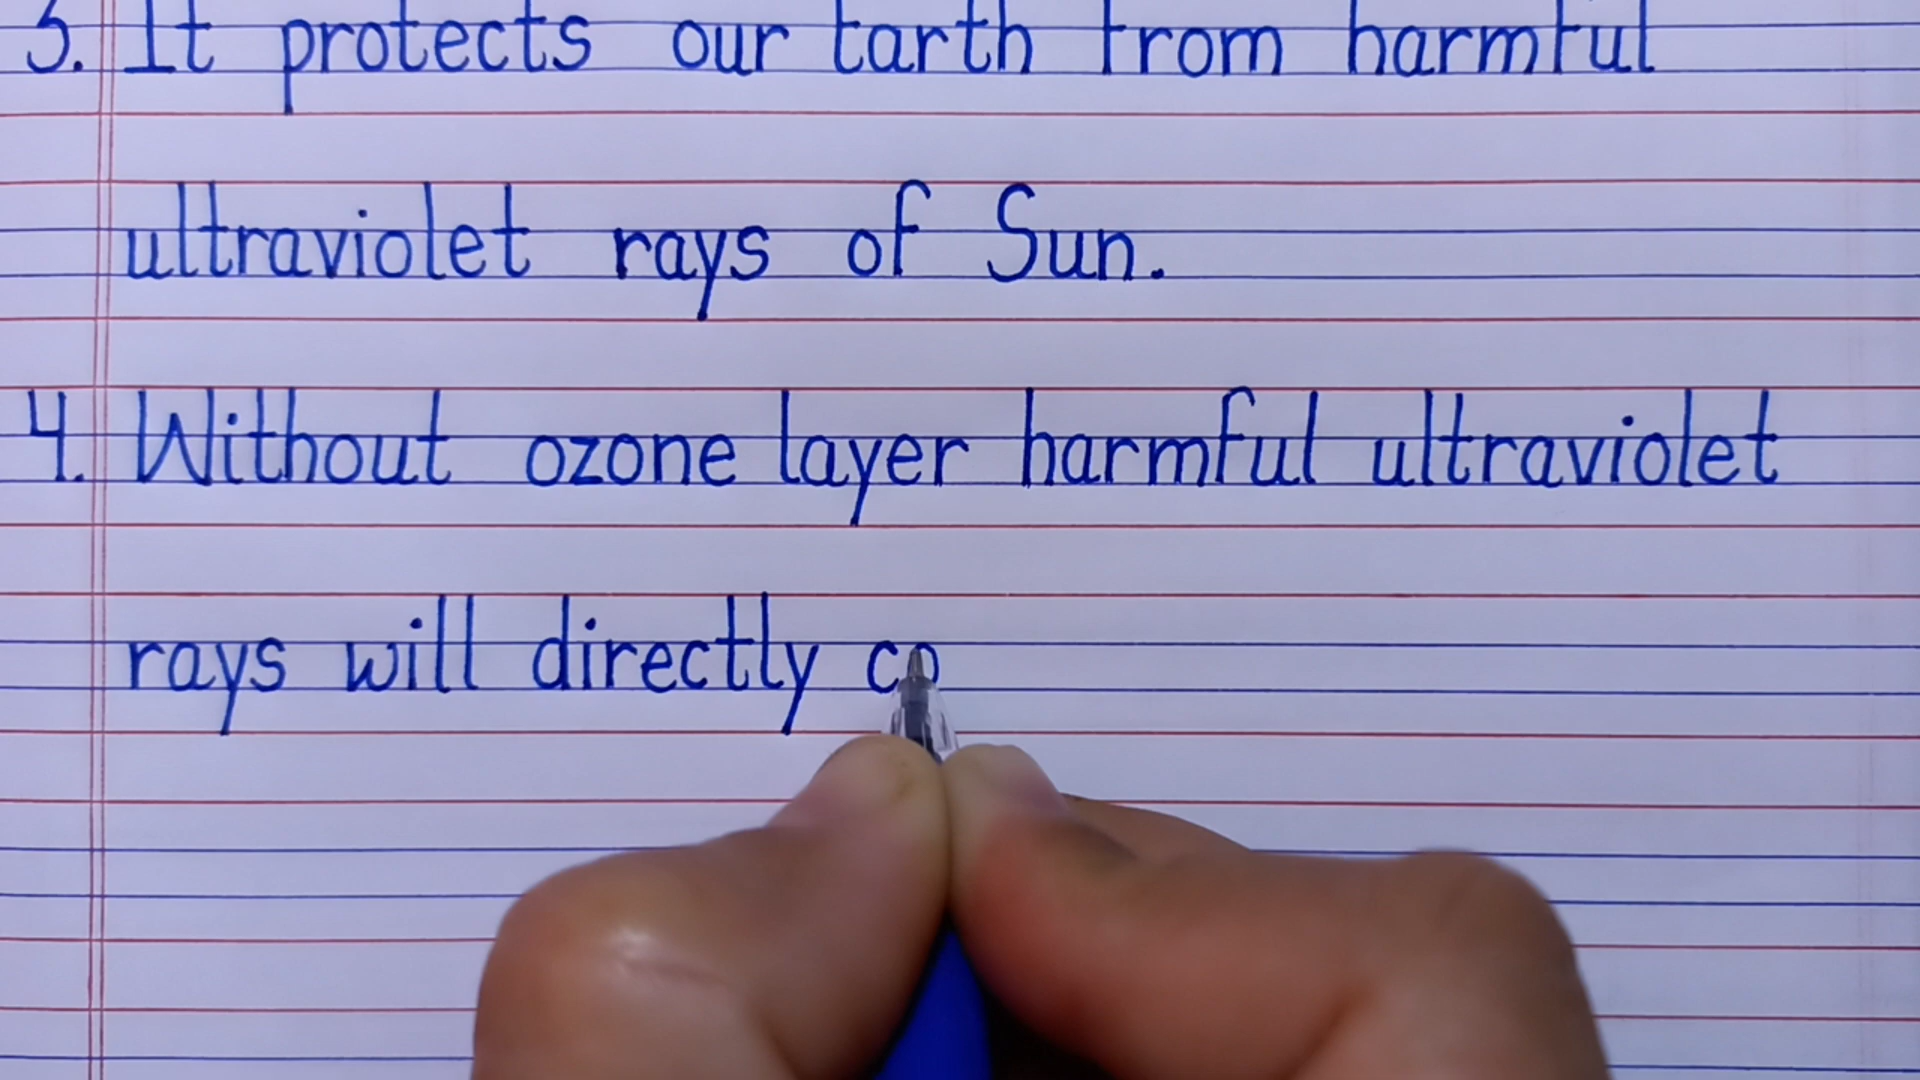 3. It protects our Earth from harmful
ultraviolet rays of Sun.
4. Without ozone layer harmful ultraviolet
rays will directly co